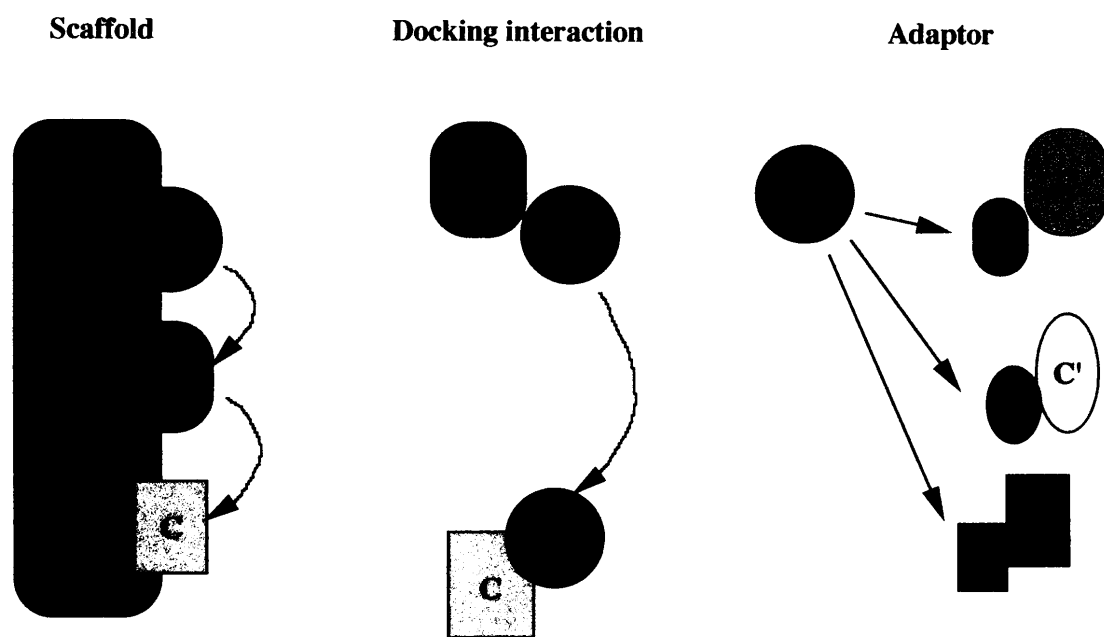 Scaffold
Docking interaction
Adaptor
C'
C
C